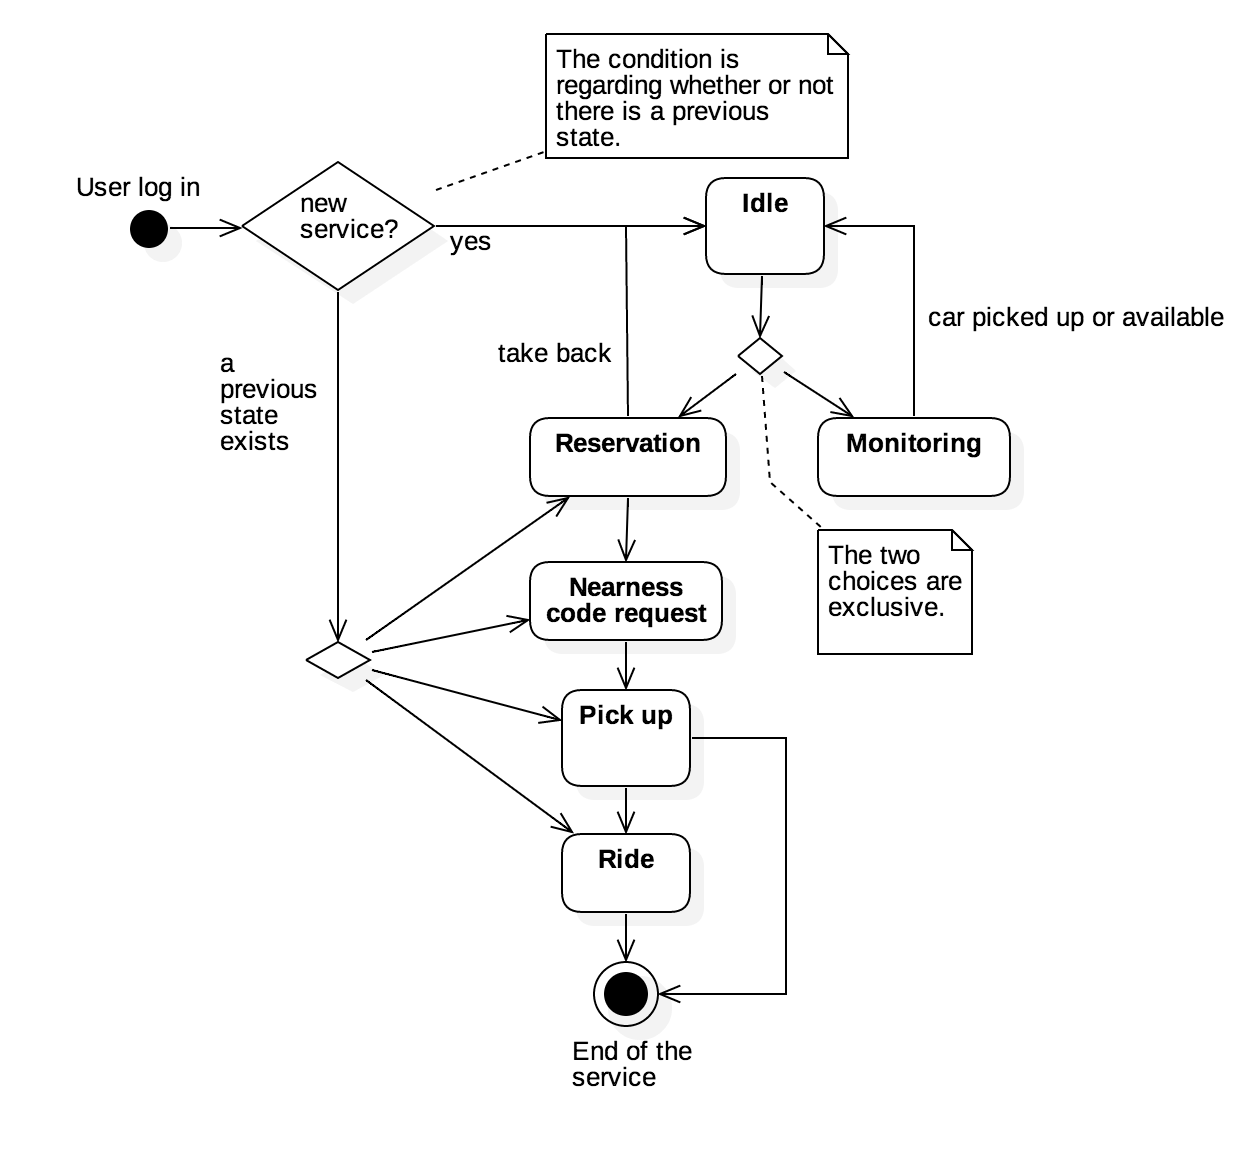 The condition is
regarding whether or not
there is a previous
state.
User log in
new
service?
yes
Idle
car picked up or available
take back
a
previous
state
exists
Reservation
Monitoring
The two
choices are
exclusive.
Nearness
code request
Pick up
Ride
End of the
service